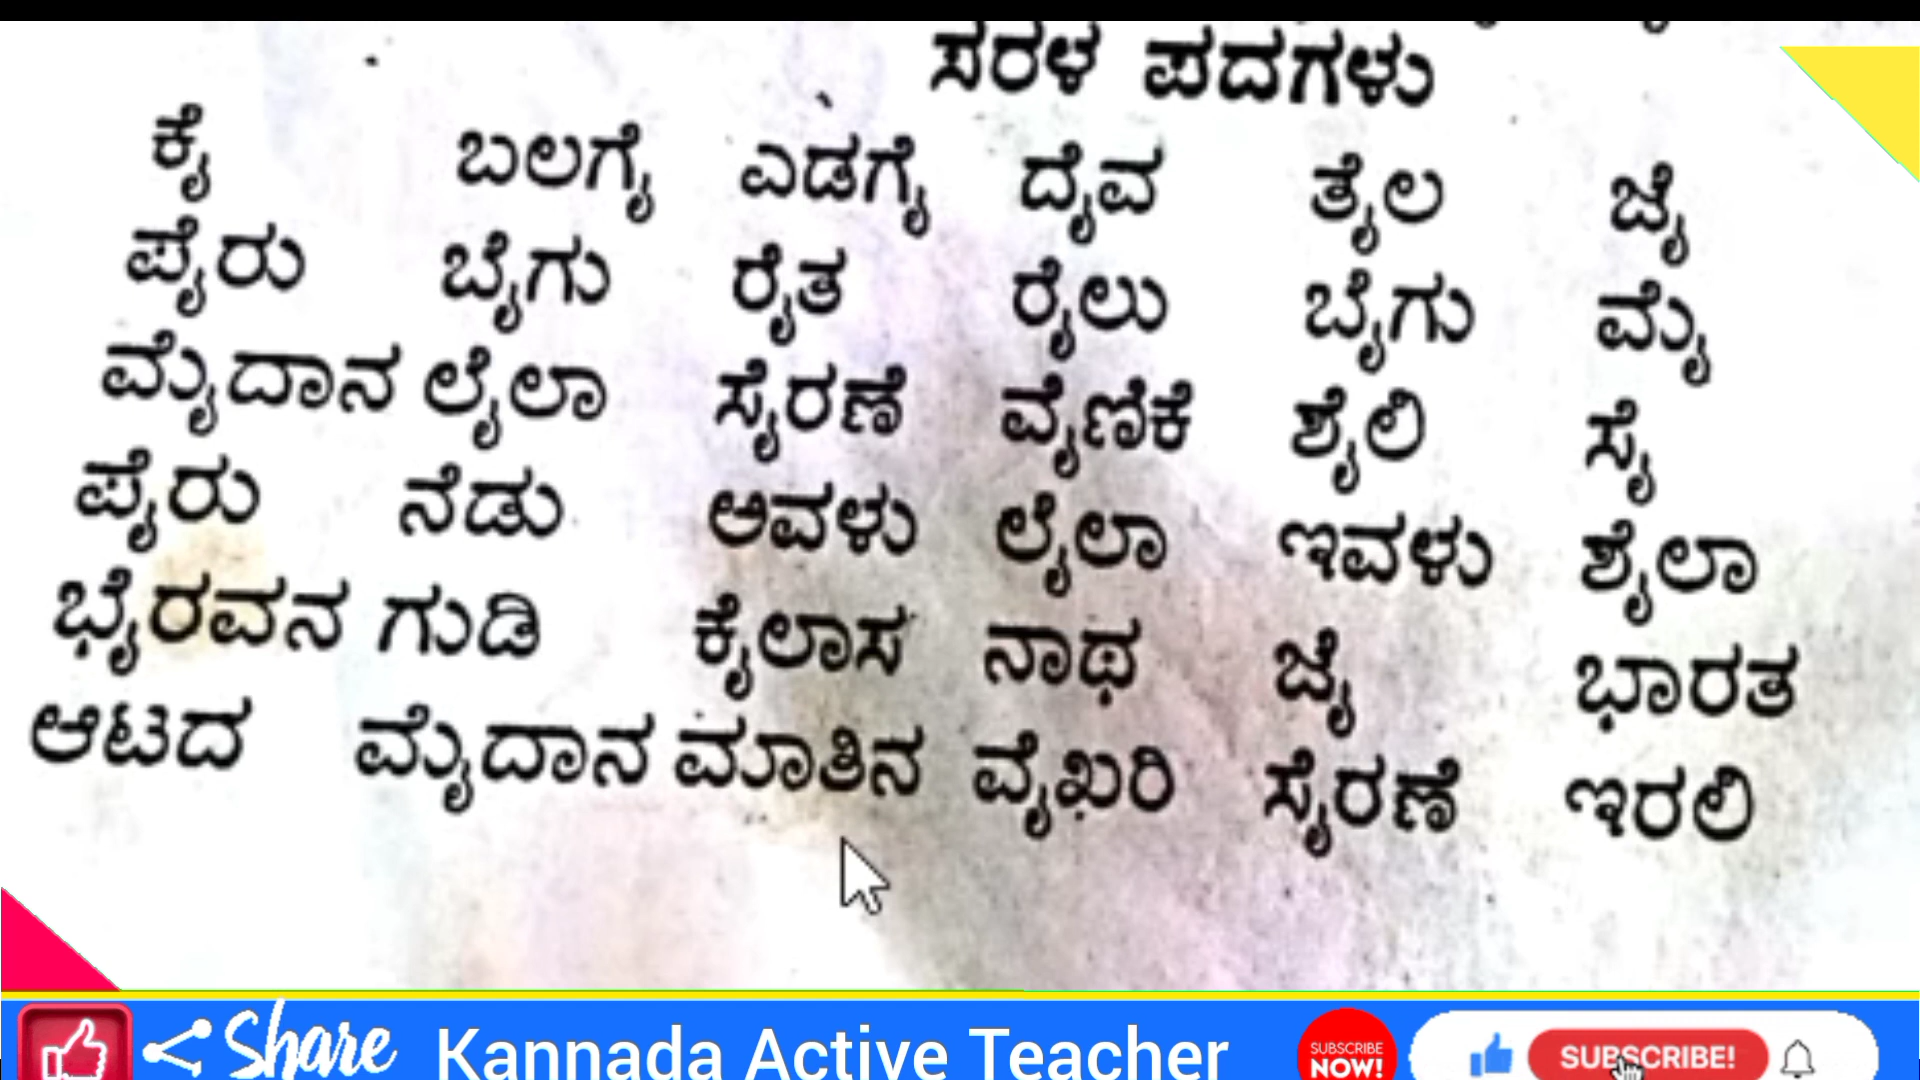 ಸರಳ ಪದಗಳು
ಕೈ ಬಲಗೈ ಎಡಗೈ ದೈವ ತೈಲ ಜೈ
ಪೈರು ಬೈಗು ರೈತ ರೈಲು ಬೈಗು ಮೈ
ಮೈದಾನ ಲೈಲಾ ಸೈರಣೆ ವೈಣಿಕೆ ಶೈಲಿ ಸೈ
ಪೈರು ನೆಡು ಅವಳು ಲೈಲಾ ಇವಳು ಶೈಲಾ
ಭೈರವನ ಗುಡಿ ಕೈಲಾಸ ನಾಥ ಜೈ ಭಾರತ
ಆಟದ ಮೈದಾನ ಮಾತಿನ ವೈಖರಿ ಸೈರಣೆ ಇರಲಿ
Share Kannada Active Teacher SUBSCRIBE NOW! SUBSCRIBE!